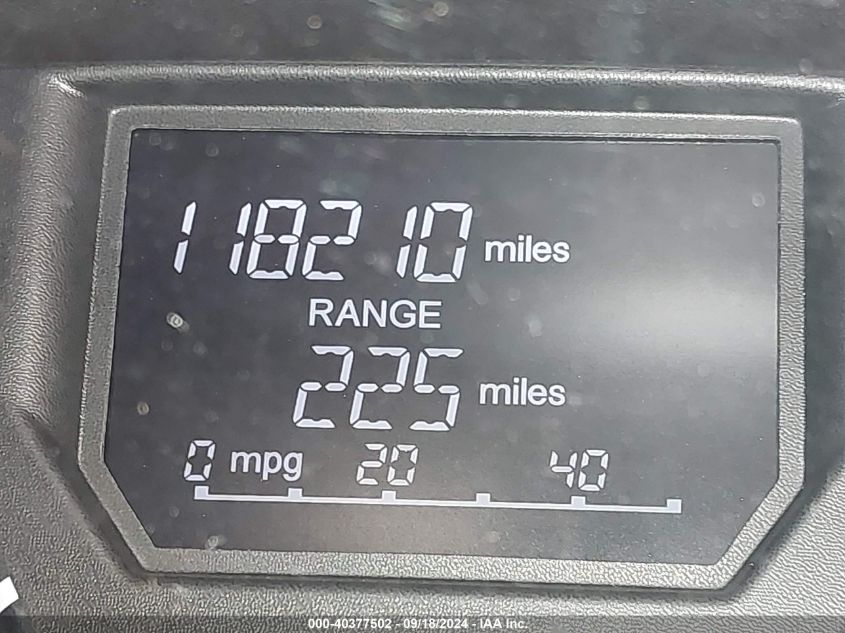 118210 miles
RANGE
225 miles
0 mpg 20 40
000-40377502 - 09/18/2024 - IAA Inc.